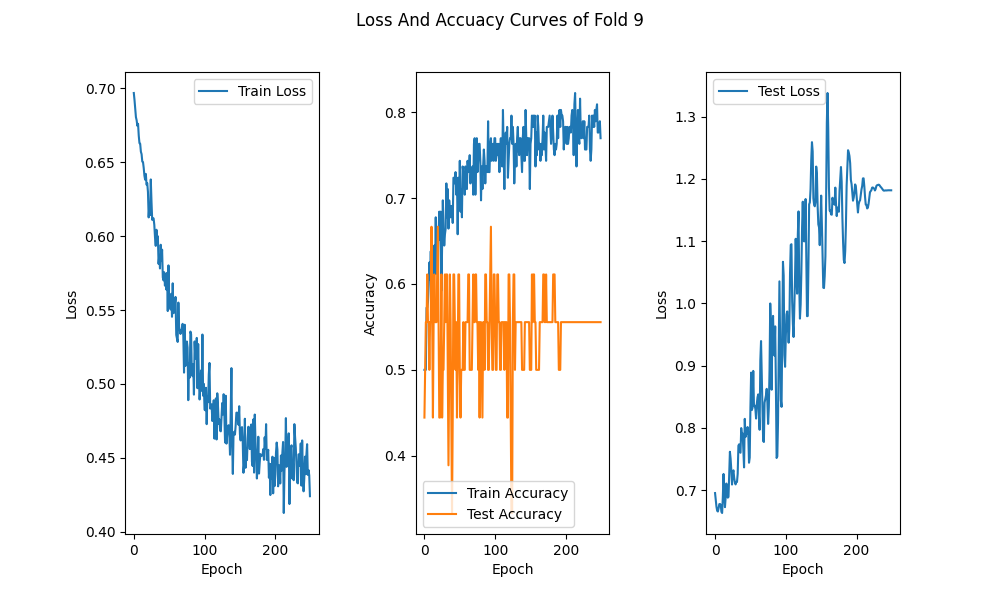 Loss And Accuacy Curves of Fold 9
Loss
0.70
0.65
0.60
0.55
0.50
0.45
0.40
0
100
200
Epoch
Train Loss
Accuracy
0.8
0.7
0.6
0.5
0.4
0
100
200
Epoch
Train Accuracy
Test Accuracy
Loss
1.3
1.2
1.1
1.0
0.9
0.8
0.7
0
100
200
Epoch
Test Loss